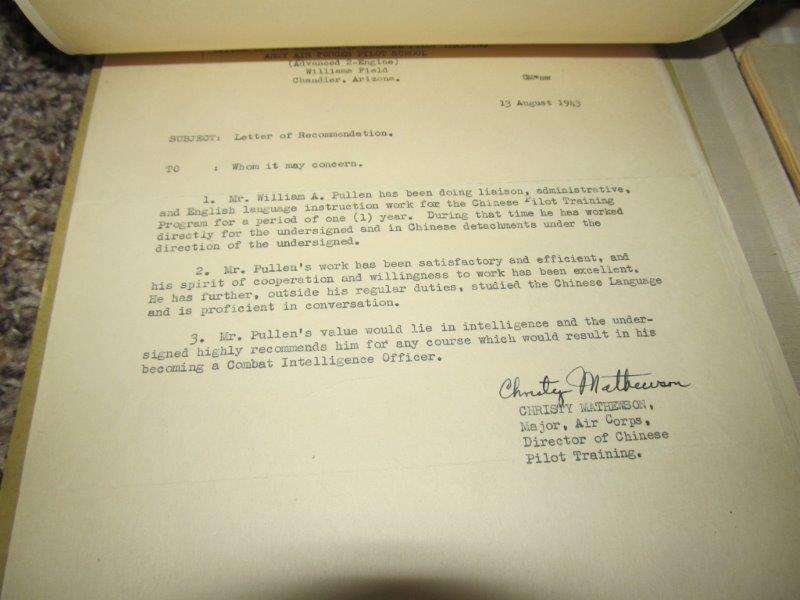 ARMY AIR FORCES PILOT SCHOOL
(Advanced 2-Engine)
Williams Field
Chandler, Arizona.
13 August 1943
SUBJECT: Letter of Recommendation.
TO : Whom it may concern.
1. Mr. William A. Pullen has been doing liaison, administrative,
and English language instruction work for the Chinese Pilot Training
Program for a period of one (1) year. During that time he has worked
directly for the undersigned and in Chinese detachments under the
direction of the undersigned.
2. Mr. Pullen's work has been satisfactory and efficient, and
his spirit of cooperation and willingness to work has been excellent.
He has further, outside his regular duties, studied the Chinese Language
and is proficient in conversation.
3. Mr. Pullen's value would lie in intelligence and the under-
signed highly recommends him for any course which would result in his
becoming a Combat Intelligence Officer.
Christy Mathewson
CHRISTY MATHEWSON,
Major, Air Corps,
Director of Chinese
Pilot Training.